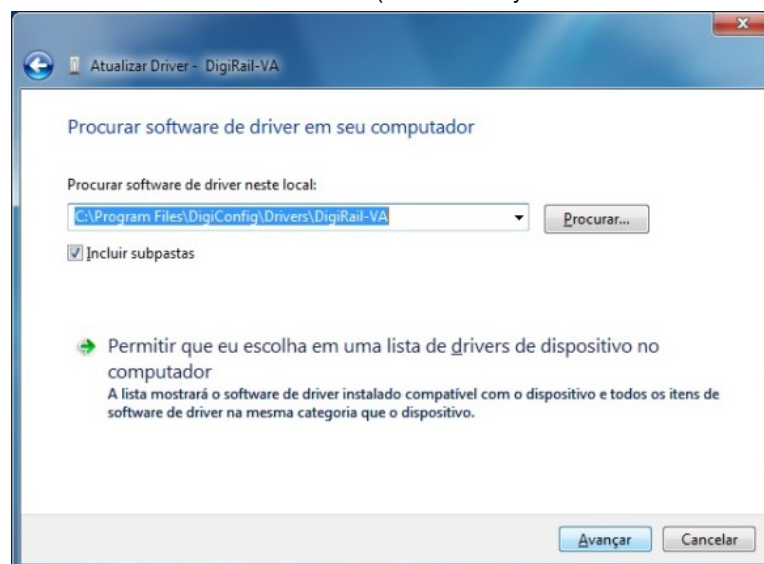 Atualizar Driver - DigiRail-VA
Procurar software de driver em seu computador
Procurar software de driver neste local:
C:\Program Files\DigiConfig\Drivers\DigiRail-VA
Procurar...
Incluir subpastas
Permitir que eu escolha em uma lista de drivers de dispositivo no
computador
A lista mostrará o software de driver instalado compatível com o dispositivo e todos os itens de
software de driver na mesma categoria que o dispositivo.
Avançar
Cancelar